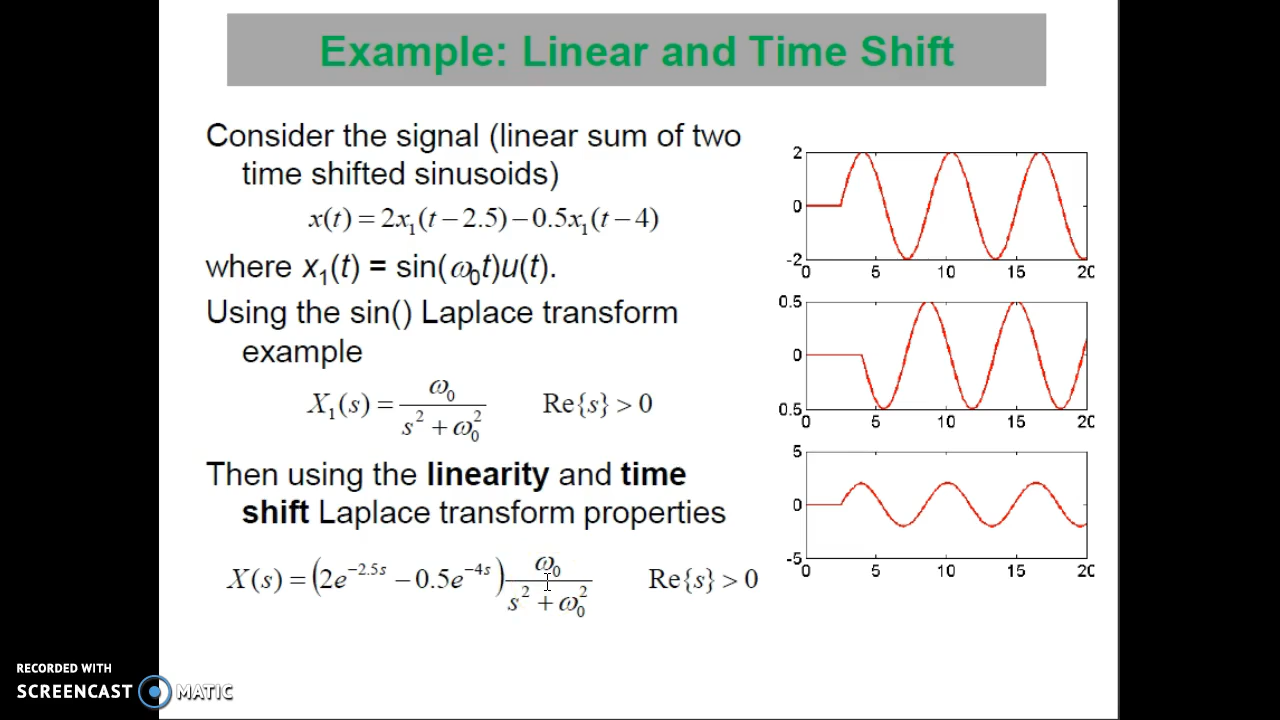 Example: Linear and Time Shift
Consider the signal (linear sum of two
time shifted sinusoids)
x(t) = 2x₁(t − 2.5) − 0.5x₁(t − 4)
where x₁(t) = sin(ω₀t)u(t).
Using the sin() Laplace transform
example
X₁(s) = ω₀ / (s² + ω₀²) Re{s} > 0
Then using the linearity and time
shift Laplace transform properties
X(s) = (2e^(−2.5s) − 0.5e^(−4s)) ω₀ / (s² + ω₀²) Re{s} > 0
2
0
-2
0 5 10 15 20
0.5
0
0.5
0 5 10 15 20
5
0
-5
0 5 10 15 20
RECORDED WITH
SCREENCAST MATIC